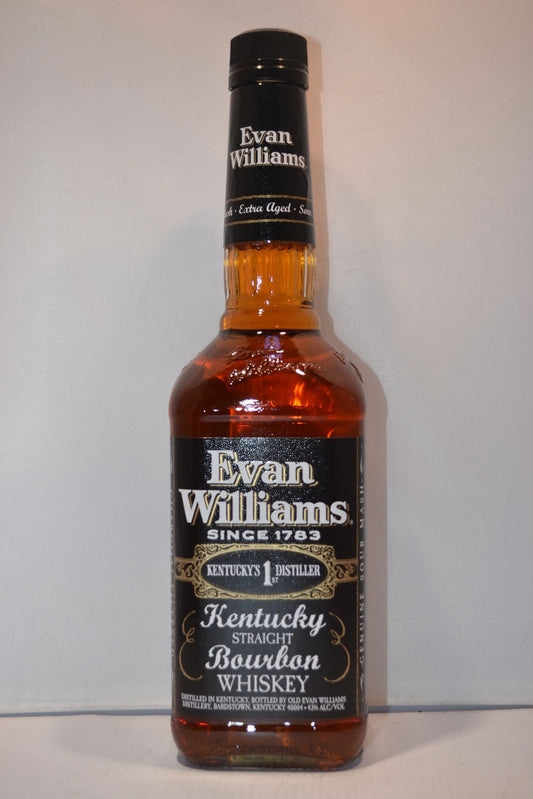 Evan
Williams
Extra Aged
Evan
Williams
SINCE 1783
KENTUCKY'S 1ST DISTILLER
Kentucky
STRAIGHT
Bourbon
WHISKEY
DISTILLED IN KENTUCKY, BOTTLED BY OLD EVAN WILLIAMS
DISTILLERY, BARDSTOWN, KENTUCKY 40004 • 43% ALC/VOL
GENUINE SOUR MASH